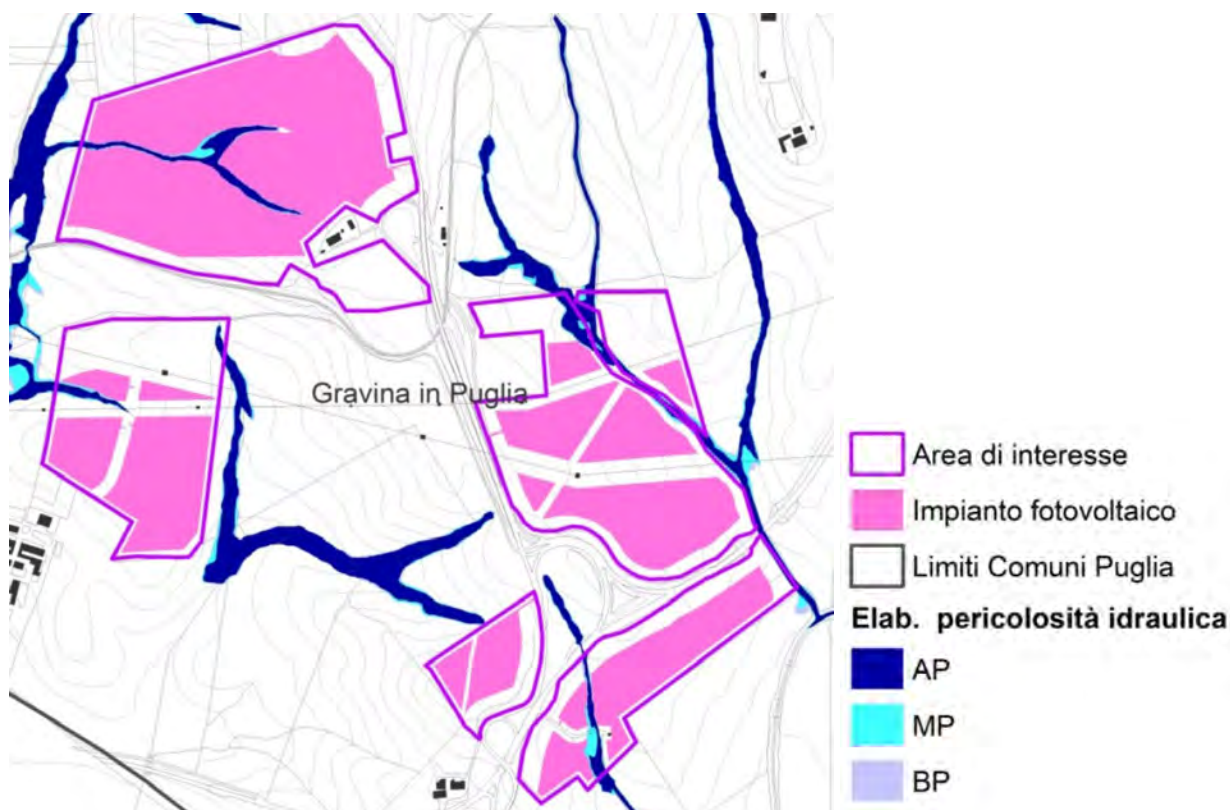 Gravina in Puglia
Area di interesse
Impianto fotovoltaico
Limiti Comuni Puglia
Elab. pericolosità idraulica
AP
MP
BP